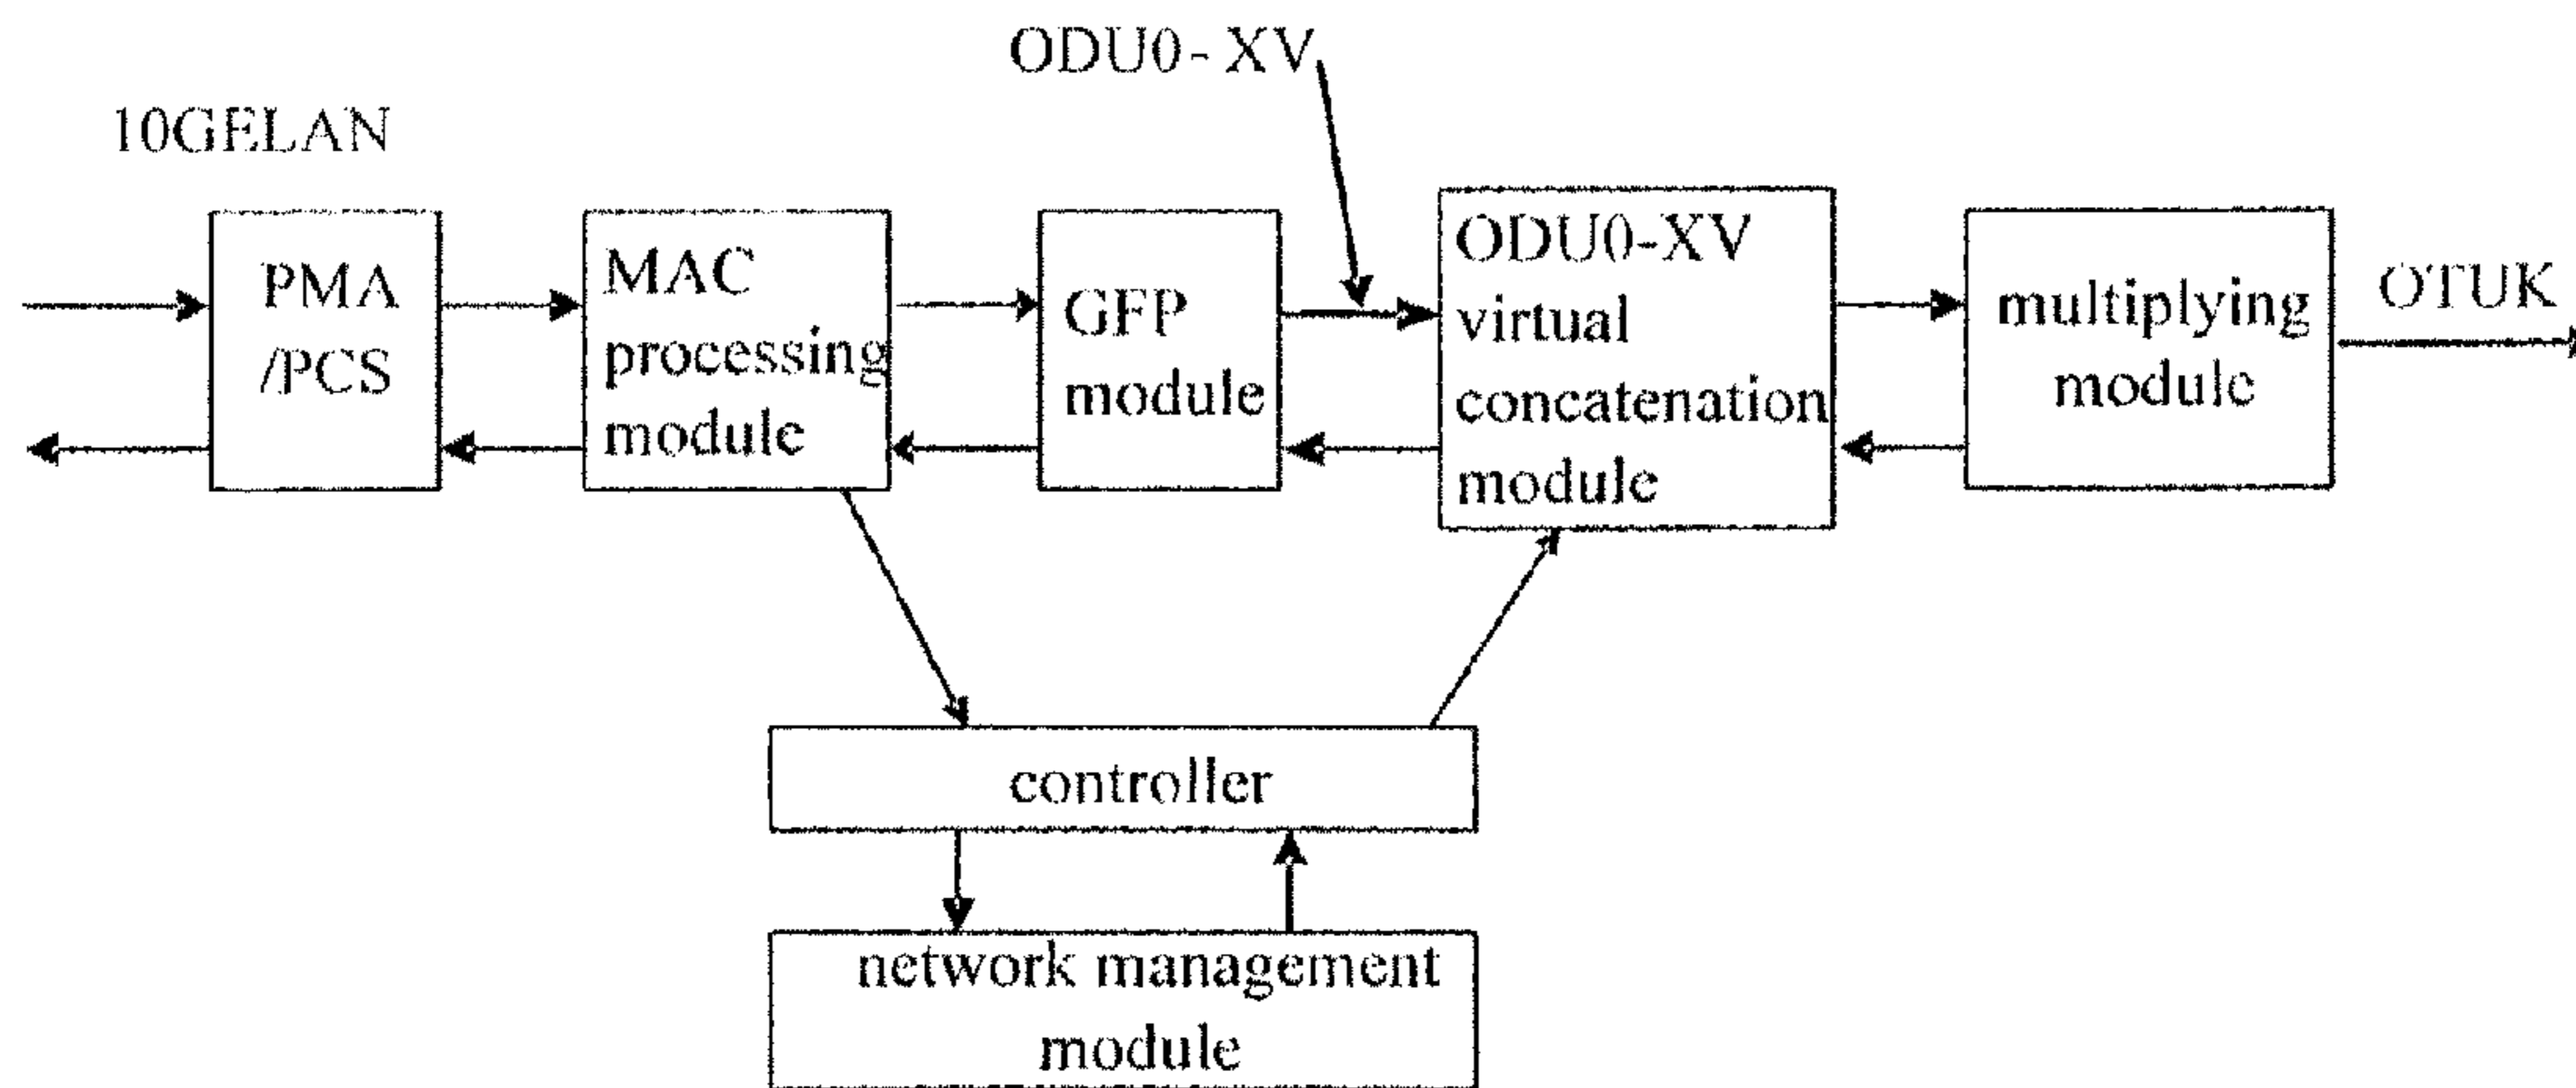 ODU0- XV
10GELAN
PMA
/PCS
MAC
processing
module
GFP
module
ODU0-XV
virtual
concatenation
module
multiplying
module
OTUK
controller
network management
module